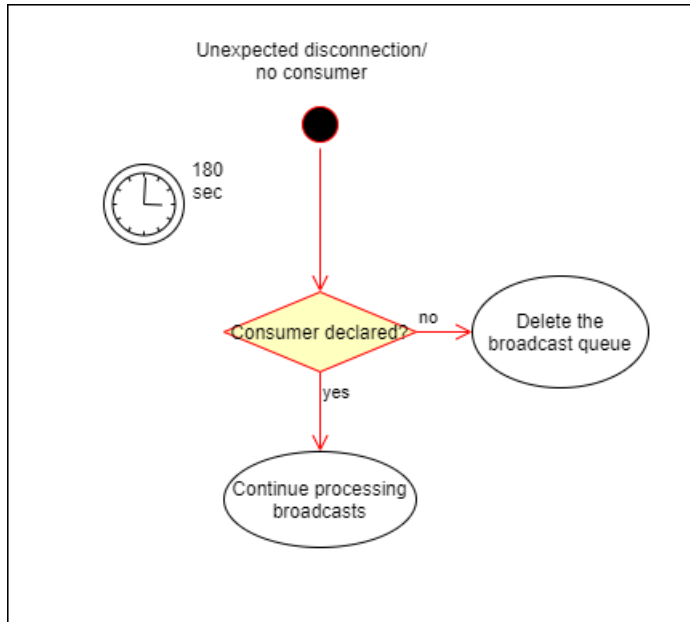 Unexpected disconnection/
no consumer
180
sec
Consumer declared?
no
Delete the
broadcast queue
yes
Continue processing
broadcasts